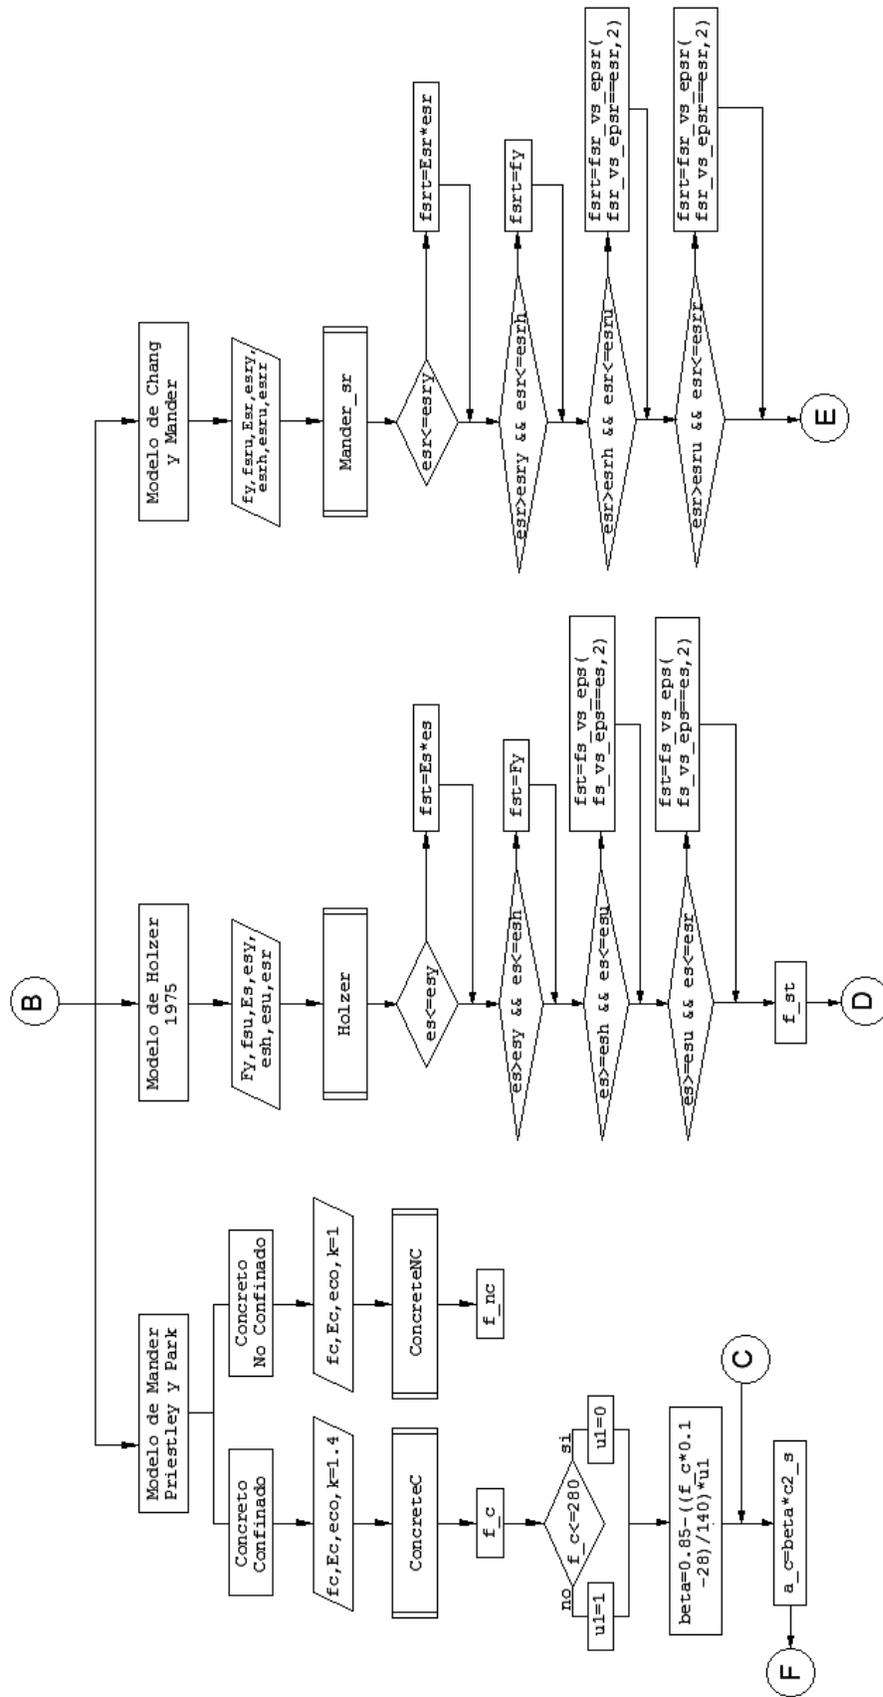 B
Modelo de Mander
Priestley y Park
Concreto
Confinado
fc,Ec,eco,k=1.4
ConcreteC
f_c
f_c<=280
no
si
u1=1
u1=0
beta=0.85-((f_c*0.1
-28)/140)*u1
C
a_c=beta*c2_s
F
Concreto
No Confinado
fc,Ec,eco,k=1
ConcreteNC
f_nc
Modelo de Holzer
1975
Fy,fsu,Es,esy,
esh,esu,esr
Holzer
es<=esy
fst=Es*es
es>esy && es<=esh
fst=Fy
es>=esh && es<=esu
fst=fs_vs_eps(
fs_vs_eps==es,2)
es>=esu && es<=esr
fst=fs_vs_eps(
fs_vs_eps==es,2)
f_st
D
Modelo de Chang
y Mander
fy,fsru,Esr,esry,
esrh,esru,esrr
Mander_sr
esr<=esry
fsrt=Esr*esr
esr>esry && esr<=esrh
fsrt=fy
esr>esrh && esr<=esru
fsrt=fsr_vs_epsr(
fsr_vs_epsr==esr,2)
esr>esru && esr<=esrr
fsrt=fsr_vs_epsr(
fsr_vs_epsr==esr,2)
E